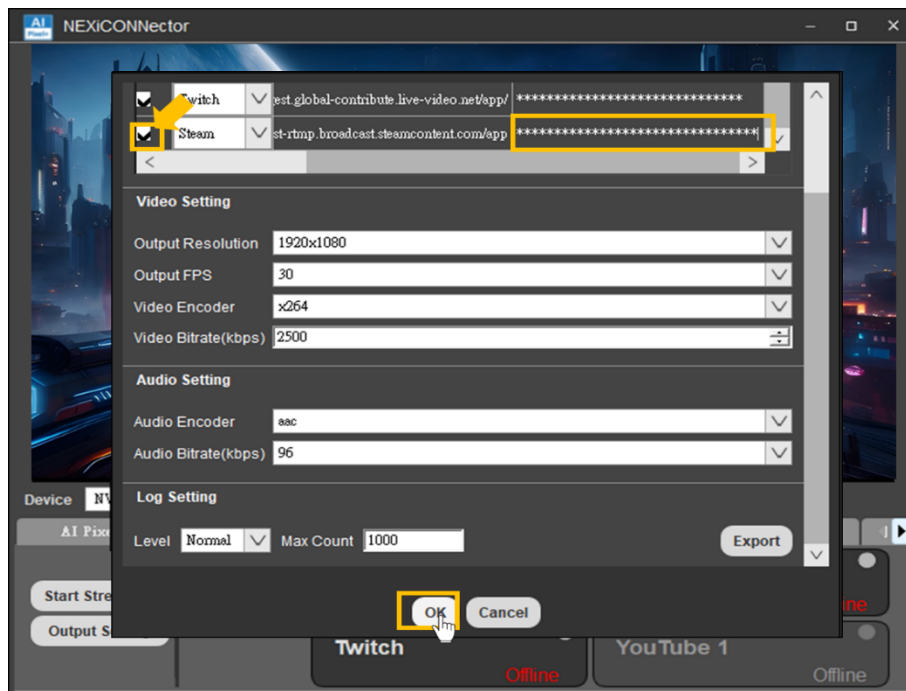 AI
Pixels+
NEXiCONNector
Twitch
est.global-contribute.live-video.net/app/
*******************************
Steam
st-rtmp.broadcast.steamcontent.com/app
*********************************
Video Setting
Output Resolution
1920x1080
Output FPS
30
Video Encoder
x264
Video Bitrate(kbps)
2500
Audio Setting
Audio Encoder
aac
Audio Bitrate(kbps)
96
Log Setting
Level
Normal
Max Count
1000
Export
Device
AI Pix
Start Stre
Output S
OK
Cancel
ne
Twitch
Offline
YouTube 1
Offline